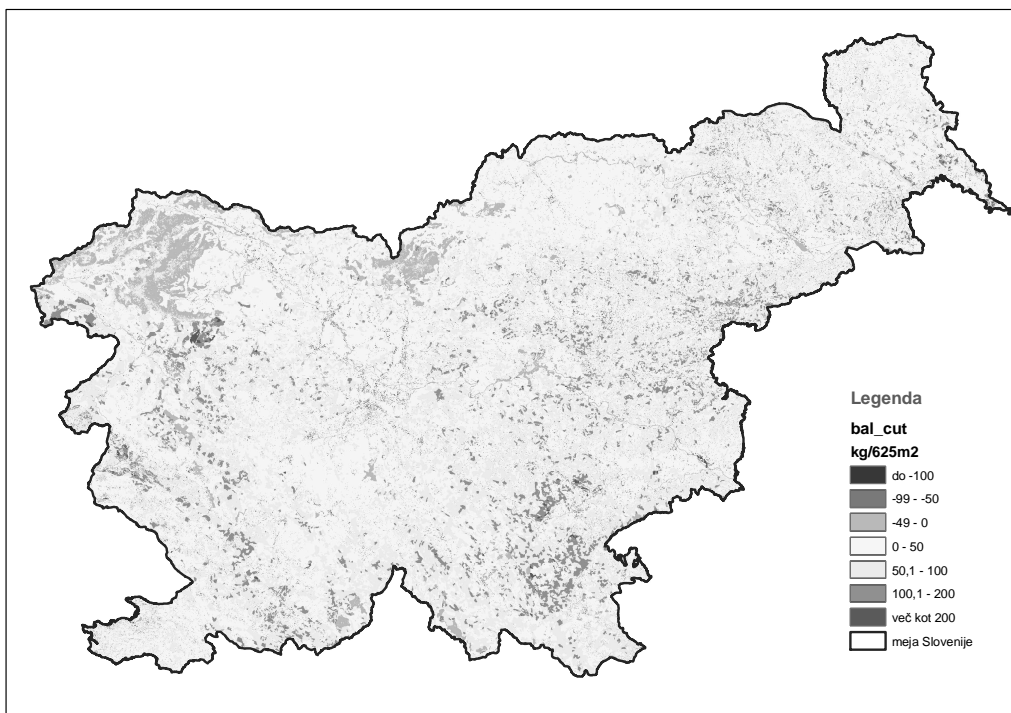 Legenda
bal_cut
kg/625m2
do -100
-99 - -50
-49 - 0
0 - 50
50,1 - 100
100,1 - 200
več kot 200
meja Slovenije